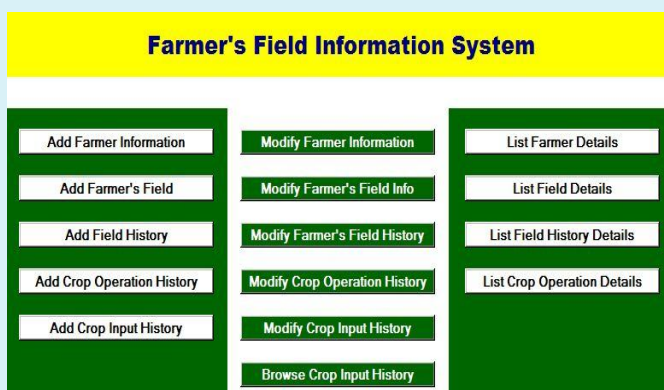 Farmer's Field Information System
Add Farmer Information
Add Farmer's Field
Add Field History
Add Crop Operation History
Add Crop Input History
Modify Farmer Information
Modify Farmer's Field Info
Modify Farmer's Field History
Modify Crop Operation History
Modify Crop Input History
Browse Crop Input History
List Farmer Details
List Field Details
List Field History Details
List Crop Operation Details